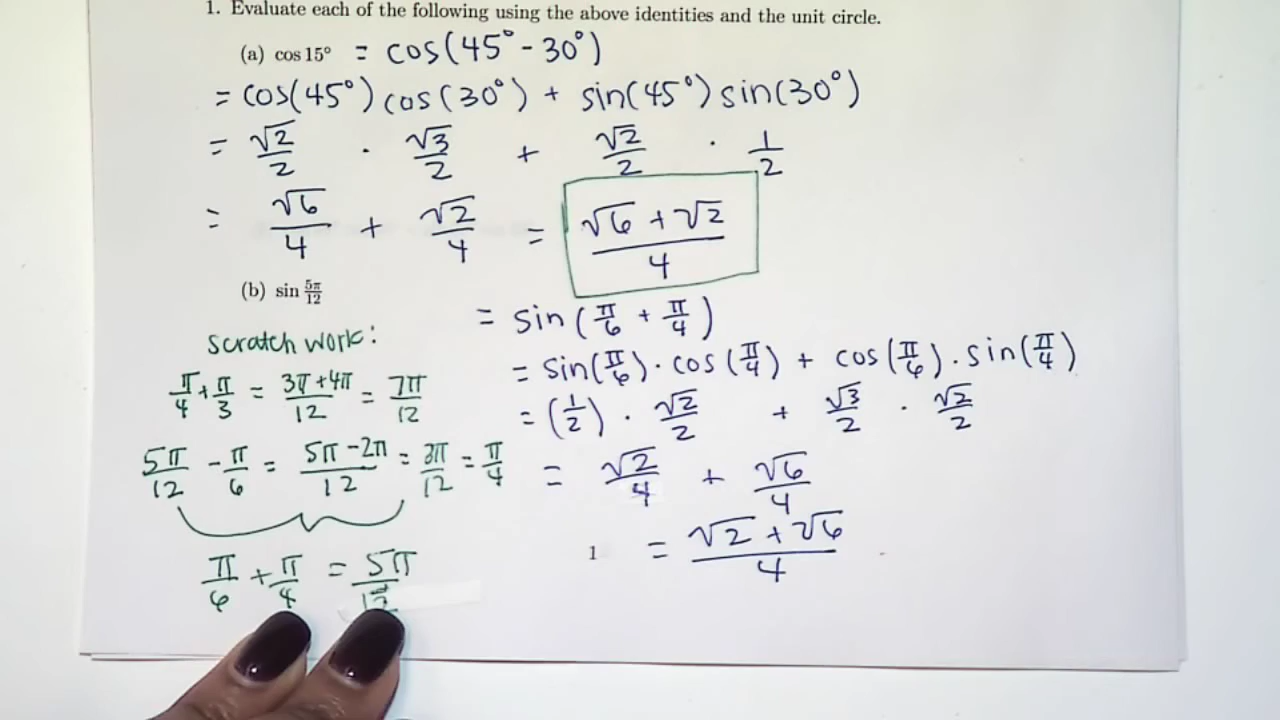 1. Evaluate each of the following using the above identities and the unit circle.
(a) cos 15° = cos(45° - 30°)
= cos(45°) cos(30°) + sin(45°) sin(30°)
= √2/2 · √3/2 + √2/2 · 1/2
= √6/4 + √2/4 = (√6 + √2)/4
(b) sin 5π/12
= sin(π/6 + π/4)
= sin(π/6) · cos(π/4) + cos(π/6) · sin(π/4)
= (1/2) · √2/2 + √3/2 · √2/2
= √2/4 + √6/4
= (√2 + √6)/4
scratch work:
π/4 + π/3 = (3π + 4π)/12 = 7π/12
5π/12 - π/6 = (5π - 2π)/12 = 3π/12 = π/4
π/6 + π/4 = 5π/12
1